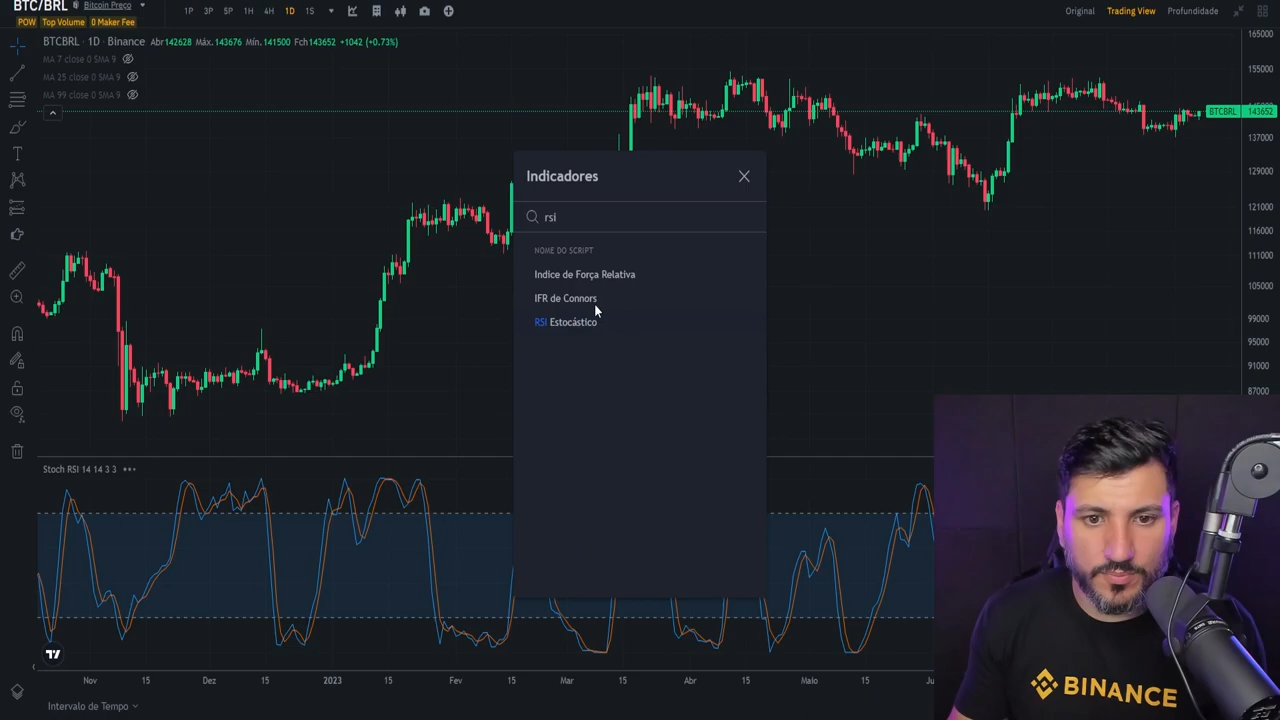 BTC/BRL Bitcoin Preço
POW Top Volume 0 Maker Fee
1P 3P 5P 1H 4H 1D 1S
Original Trading View Profundidade
BTCBRL · 1D · Binance Abr142628 Máx.143676 Mín.141500 Fch143652 +1042 (+0.73%)
MA 7 close 0 SMA 9
MA 25 close 0 SMA 9
MA 99 close 0 SMA 9
165000
155000
BTCBRL 143652
137000
129000
121000
116000
111000
105000
100000
95000
91000
87000
Indicadores
rsi
NOME DO SCRIPT
Indice de Força Relativa
IFR de Connors
RSI Estocástico
Stoch RSI 14 14 3 3
Nov 15 Dez 15 2023 15 Fev 15 Mar 15 Abr 15 Maio 15
Intervalo de Tempo
BINANCE